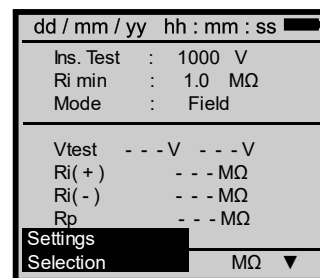 dd / mm / yy hh : mm : ss
Ins. Test : 1000 V
Ri min : 1.0 MΩ
Mode : Field
Vtest - - - V - - - V
Ri( + ) - - - MΩ
Ri( - ) - - - MΩ
Rp - - - MΩ
Settings
Selection MΩ ▼